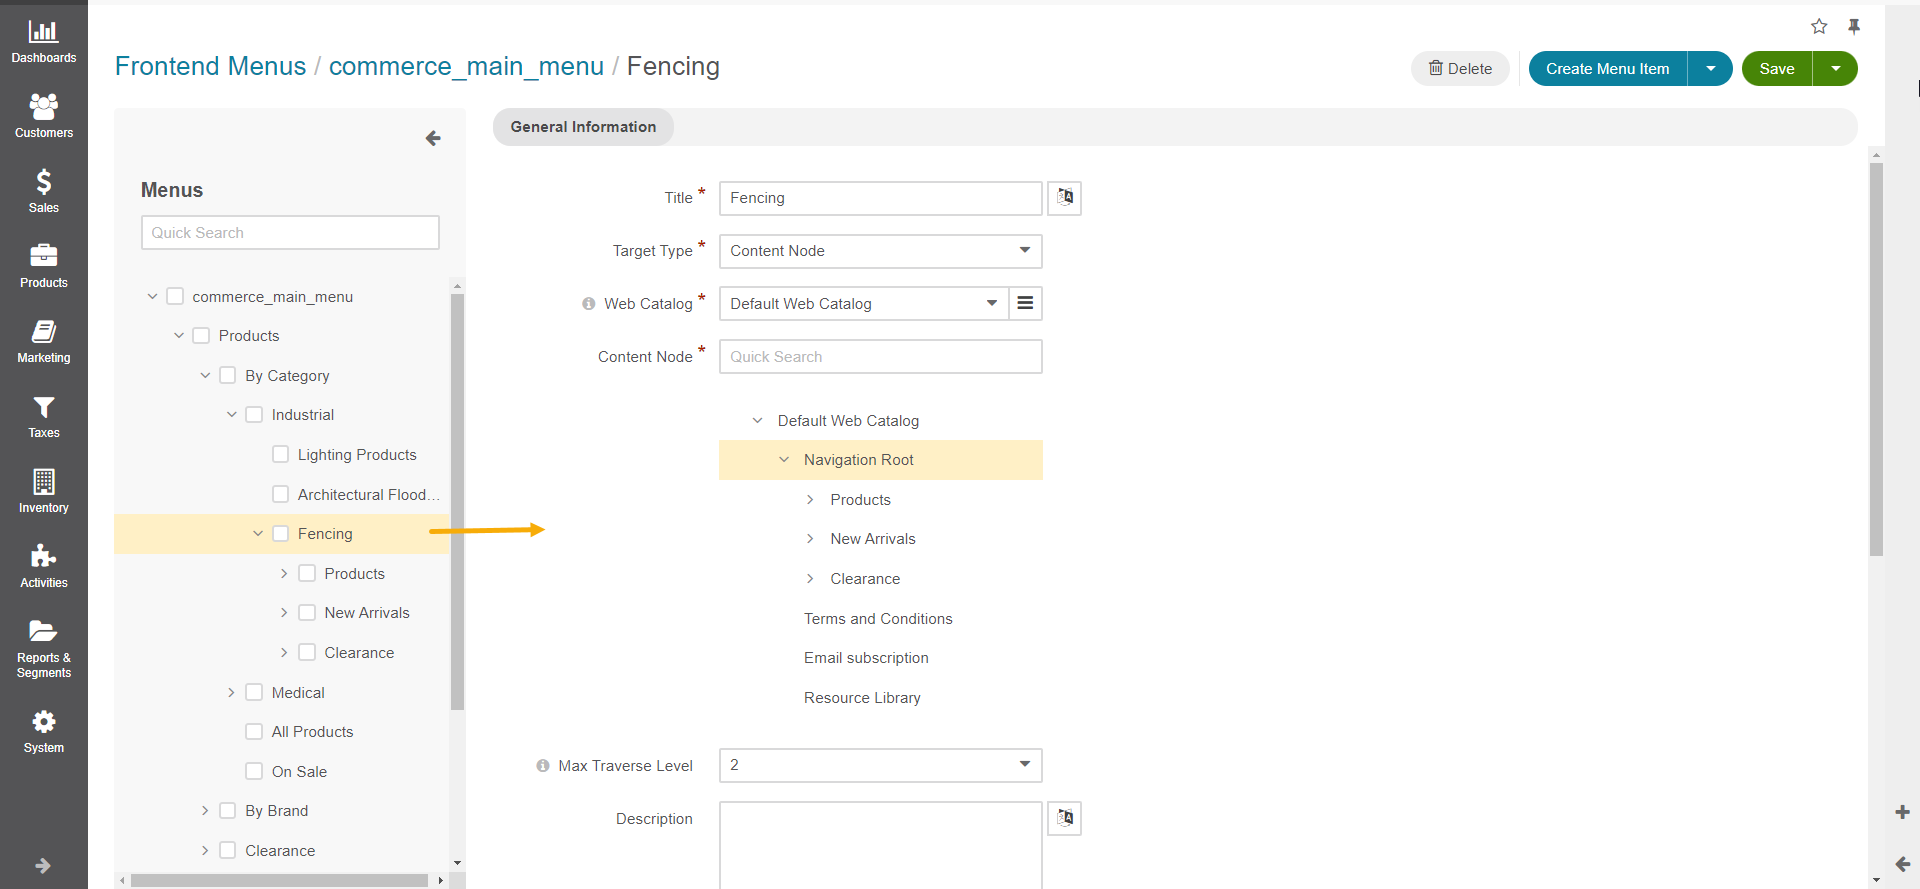 Dashboards
Customers
Sales
Products
Marketing
Taxes
Inventory
Activities
Reports &
Segments
System
Frontend Menus / commerce_main_menu / Fencing
Delete
Create Menu Item
Save
Menus
Quick Search
commerce_main_menu
Products
By Category
Industrial
Lighting Products
Architectural Flood...
Fencing
Products
New Arrivals
Clearance
Medical
All Products
On Sale
By Brand
Clearance
General Information
Title * Fencing
Target Type * Content Node
Web Catalog * Default Web Catalog
Content Node * Quick Search
Default Web Catalog
Navigation Root
Products
New Arrivals
Clearance
Terms and Conditions
Email subscription
Resource Library
Max Traverse Level 2
Description